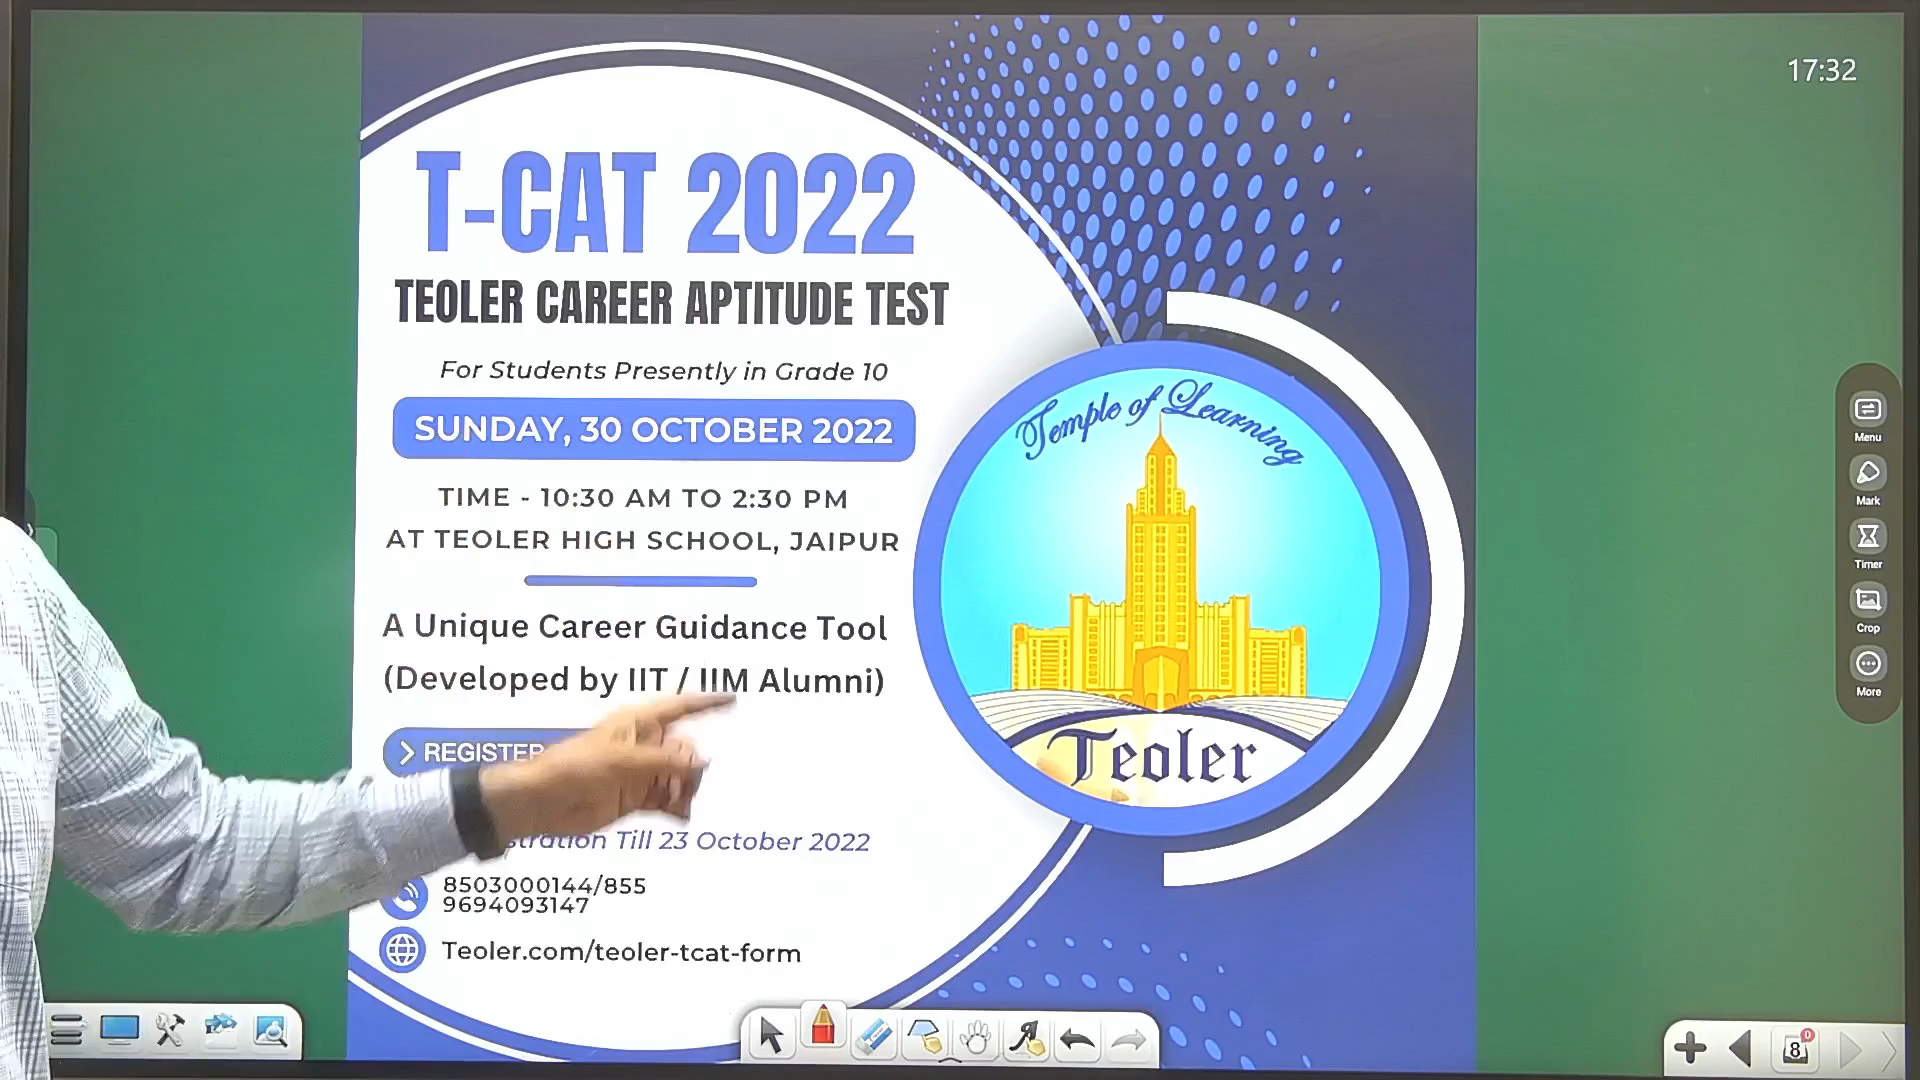 17:32
T-CAT 2022
TEOLER CAREER APTITUDE TEST
For Students Presently in Grade 10
SUNDAY, 30 OCTOBER 2022
TIME - 10:30 AM TO 2:30 PM
AT TEOLER HIGH SCHOOL, JAIPUR
A Unique Career Guidance Tool
(Developed by IIT / IIM Alumni)
REGISTER
Till 23 October 2022
8503000144/855
9694093147
Teoler.com/teoler-tcat-form
Temple of Learning
Teoler
Menu
Mark
Timer
Crop
More
8
0